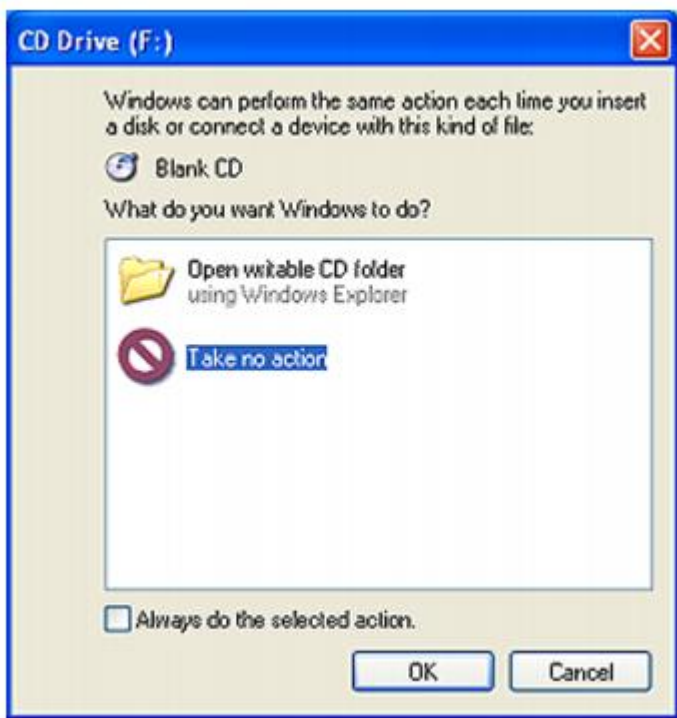 CD Drive (F:)
Windows can perform the same action each time you insert
a disk or connect a device with this kind of file:
Blank CD
What do you want Windows to do?
Open writable CD folder
using Windows Explorer
Take no action
Always do the selected action.
OK
Cancel